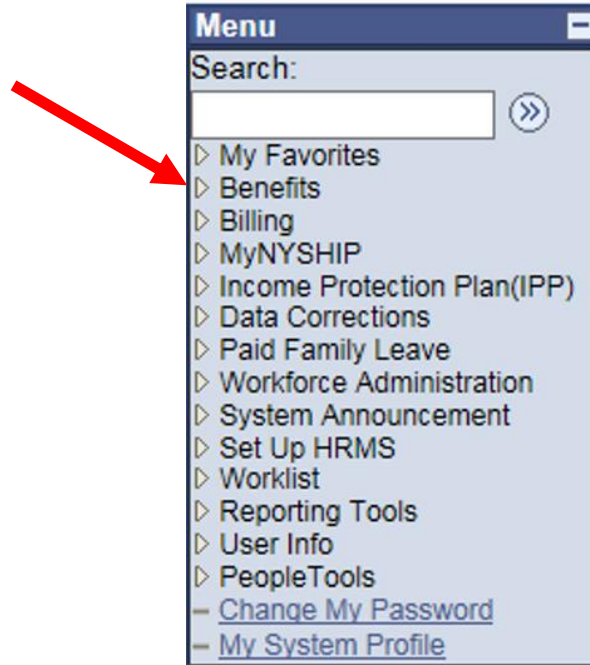 Menu
Search:
My Favorites
Benefits
Billing
MyNYSHIP
Income Protection Plan(IPP)
Data Corrections
Paid Family Leave
Workforce Administration
System Announcement
Set Up HRMS
Worklist
Reporting Tools
User Info
PeopleTools
Change My Password
My System Profile